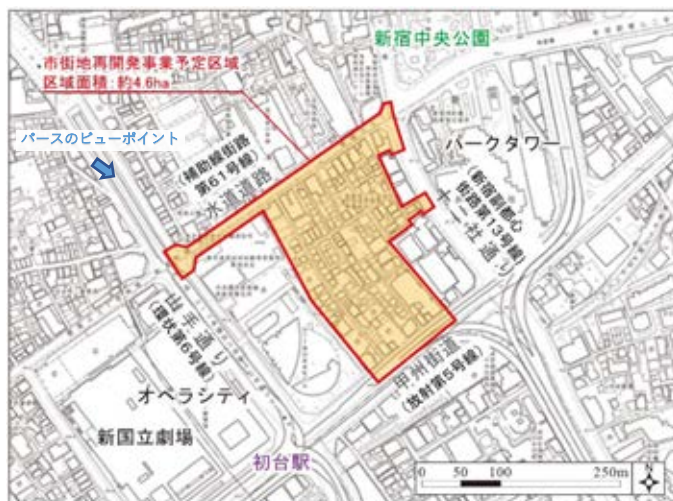 新宿中央公園
市街地再開発事業予定区域
区域面積：約4.6ha
パースのビューポイント
パークタワー
(補助線街路
第61号線)
水道道路
(新宿副都心
街路第13号線)
十二社通り
山手通り
(環状第6号線)
甲州街道
(放射第5号線)
オペラシティ
新国立劇場
初台駅
0 50 100 250m
N